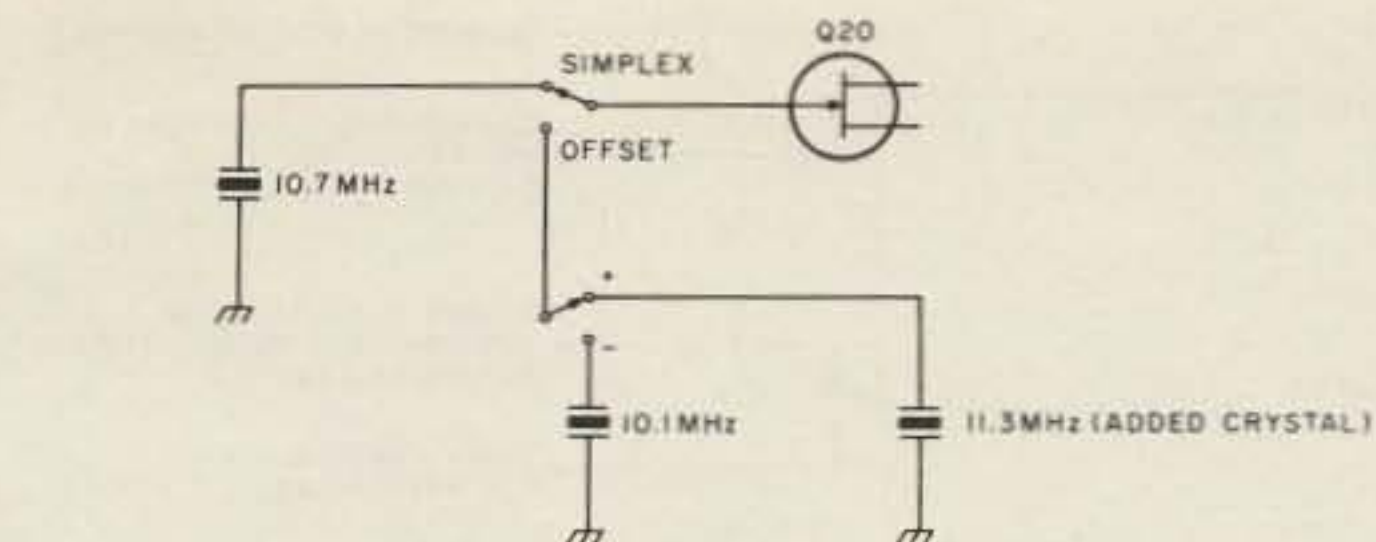 Q20
SIMPLEX
OFFSET
10.7 MHz
+
-
10.1 MHz
11.3 MHz (ADDED CRYSTAL)